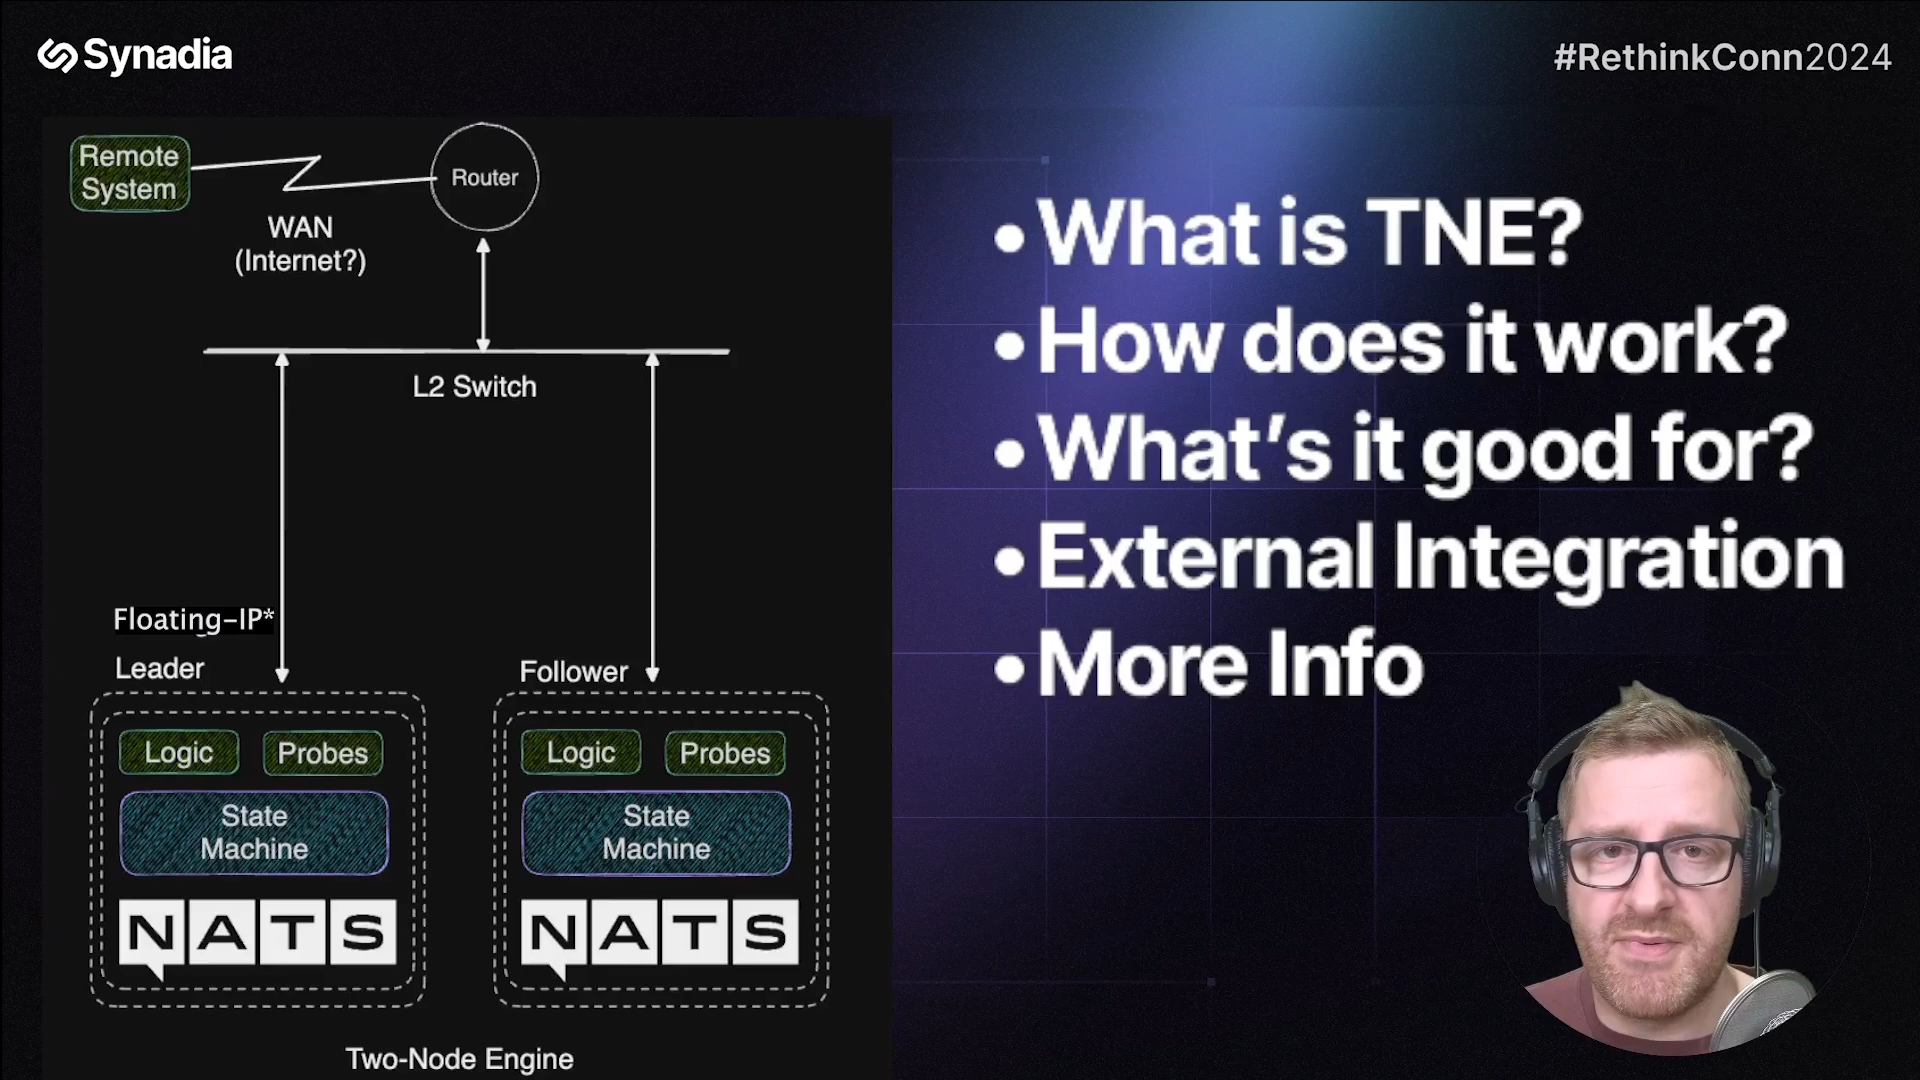 Synadia
#RethinkConn2024
Remote
System
Router
WAN
(Internet?)
L2 Switch
Floating-IP*
Leader
Follower
Logic
Probes
State
Machine
NATS
Logic
Probes
State
Machine
NATS
Two-Node Engine
• What is TNE?
• How does it work?
• What's it good for?
• External Integration
• More Info